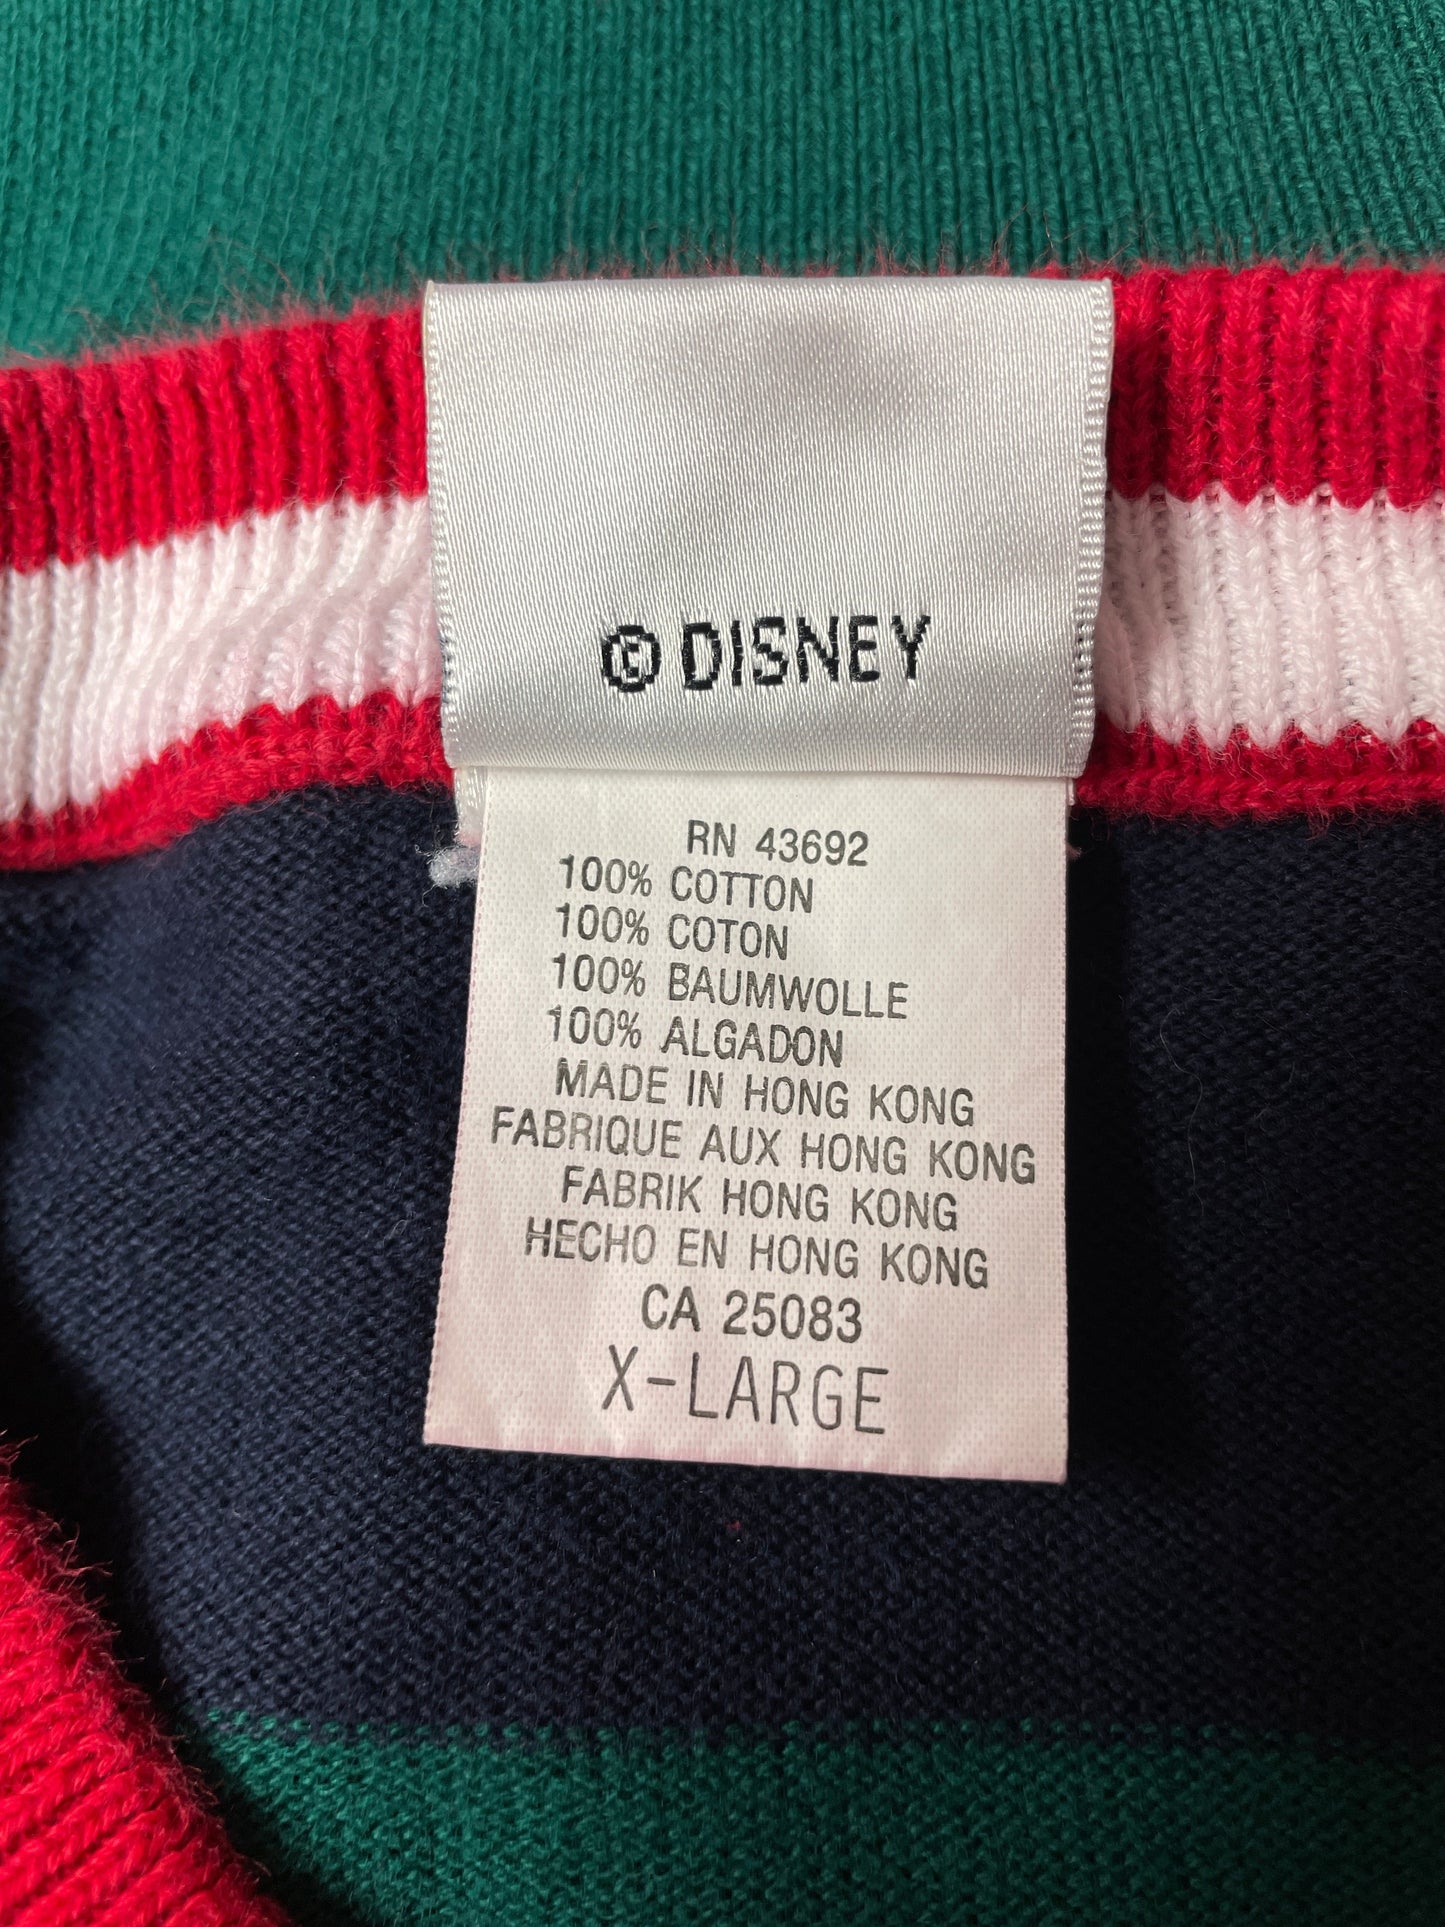 © DISNEY
RN 43692
100% COTTON
100% COTON
100% BAUMWOLLE
100% ALGADON
MADE IN HONG KONG
FABRIQUE AUX HONG KONG
FABRIK HONG KONG
HECHO EN HONG KONG
CA 25083
X-LARGE